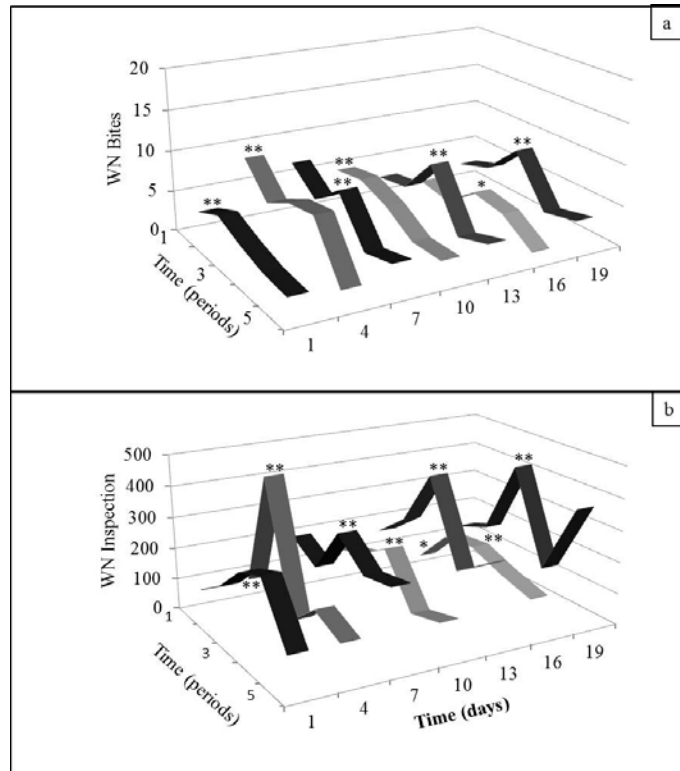 a
20
15
10
5
0
WN Bites
** ** ** ** ** ** *
1
3
5
Time (periods)
1 4 7 10 13 16 19
b
500
400
300
200
100
0
WN Inspection
** ** ** ** ** * ** **
1
3
5
Time (periods)
1 4 7 10 13 16 19
Time (days)